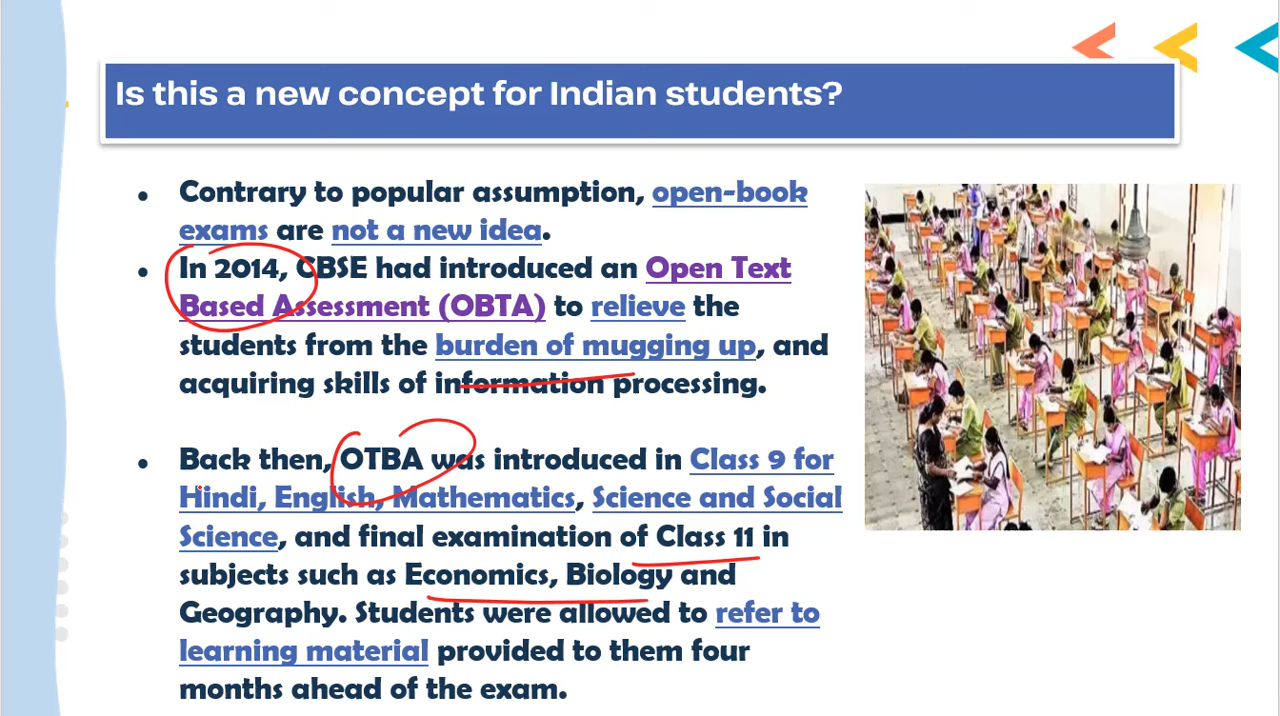 Is this a new concept for Indian students?
• Contrary to popular assumption, open-book
exams are not a new idea.
• In 2014, CBSE had introduced an Open Text
Based Assessment (OBTA) to relieve the
students from the burden of mugging up, and
acquiring skills of information processing.
• Back then, OTBA was introduced in Class 9 for
Hindi, English, Mathematics, Science and Social
Science, and final examination of Class 11 in
subjects such as Economics, Biology and
Geography. Students were allowed to refer to
learning material provided to them four
months ahead of the exam.